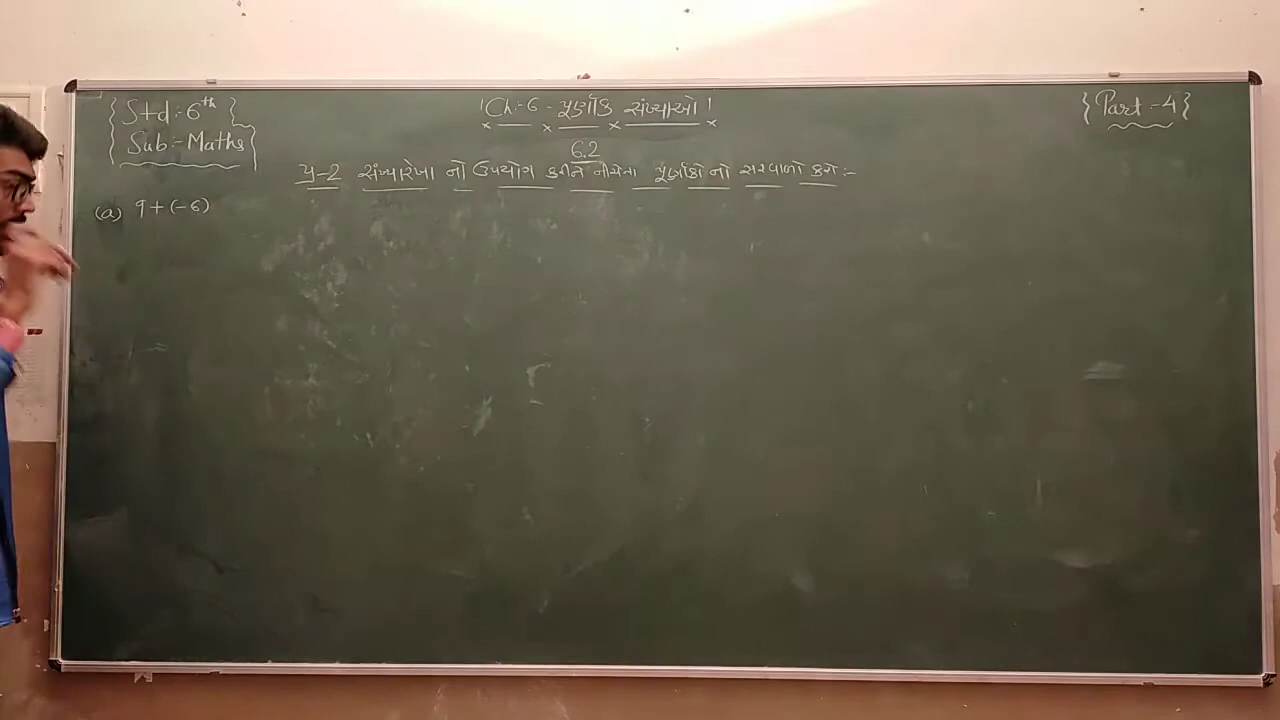 Std :- 6th
Sub :- Maths
Ch :- 6 - પૂર્ણાંક સંખ્યાઓ
Part - 4
6.2
પ્ર-2 સંખ્યારેખા નો ઉપયોગ કરીને નીચેના પૂર્ણાંકો નો સરવાળો કરો :-
(a) 9 + (-6)